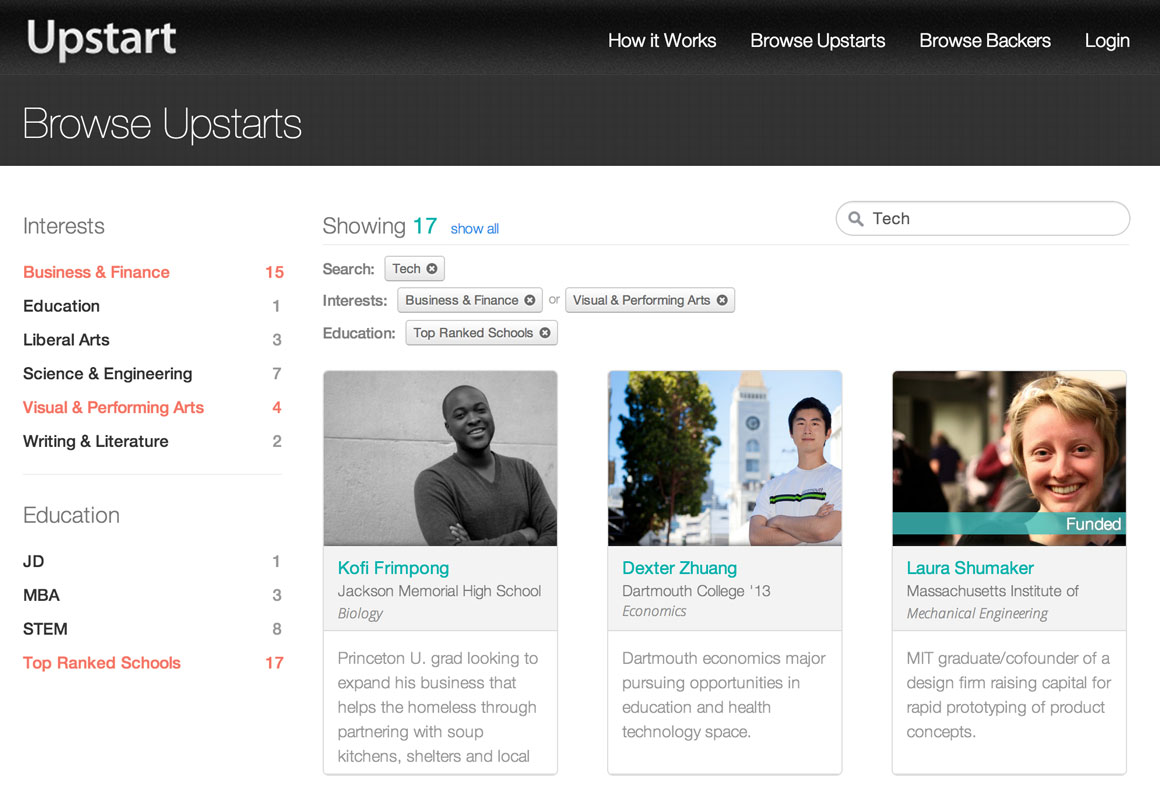 Upstart
How it Works
Browse Upstarts
Browse Backers
Login
Browse Upstarts
Interests
Business & Finance 15
Education 1
Liberal Arts 3
Science & Engineering 7
Visual & Performing Arts 4
Writing & Literature 2
Education
JD 1
MBA 3
STEM 8
Top Ranked Schools 17
Showing 17 show all
Tech
Search: Tech
Interests: Business & Finance or Visual & Performing Arts
Education: Top Ranked Schools
Kofi Frimpong
Jackson Memorial High School
Biology
Princeton U. grad looking to
expand his business that
helps the homeless through
partnering with soup
kitchens, shelters and local
Dexter Zhuang
Dartmouth College '13
Economics
Dartmouth economics major
pursuing opportunities in
education and health
technology space.
Funded
Laura Shumaker
Massachusetts Institute of
Mechanical Engineering
MIT graduate/cofounder of a
design firm raising capital for
rapid prototyping of product
concepts.